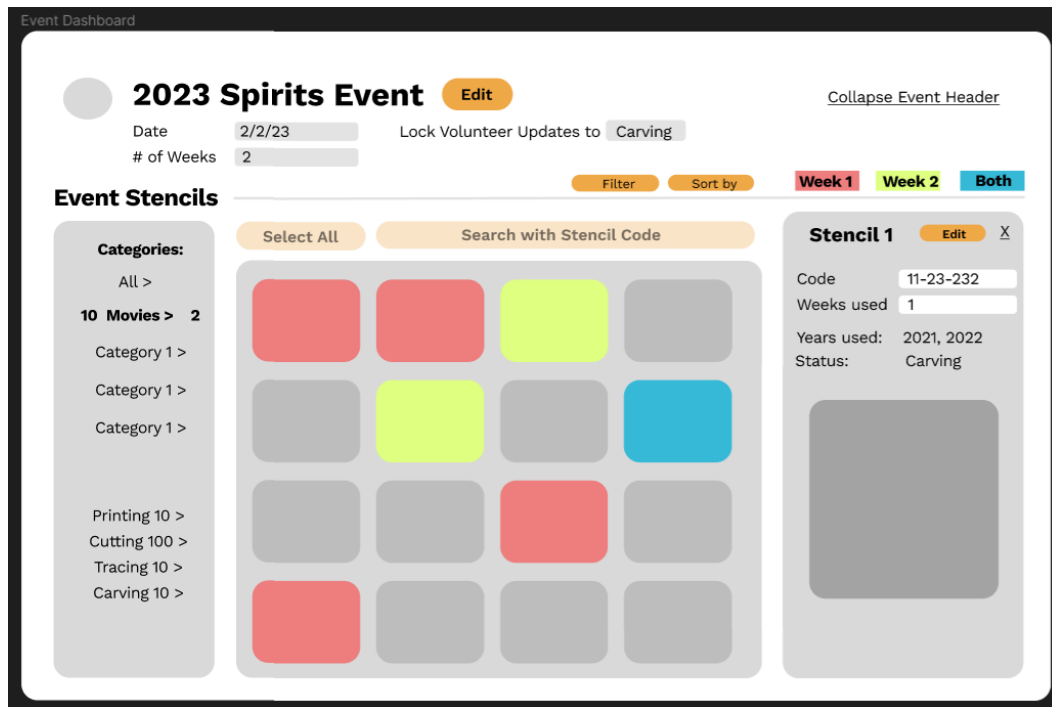 Event Dashboard
2023 Spirits Event Edit
Collapse Event Header
Date 2/2/23 Lock Volunteer Updates to Carving
# of Weeks 2
Filter Sort by Week 1 Week 2 Both
Event Stencils
Select All Search with Stencil Code
Categories:
All >
10 Movies > 2
Category 1 >
Category 1 >
Category 1 >
Printing 10 >
Cutting 100 >
Tracing 10 >
Carving 10 >
Stencil 1 Edit X
Code 11-23-232
Weeks used 1
Years used: 2021, 2022
Status: Carving